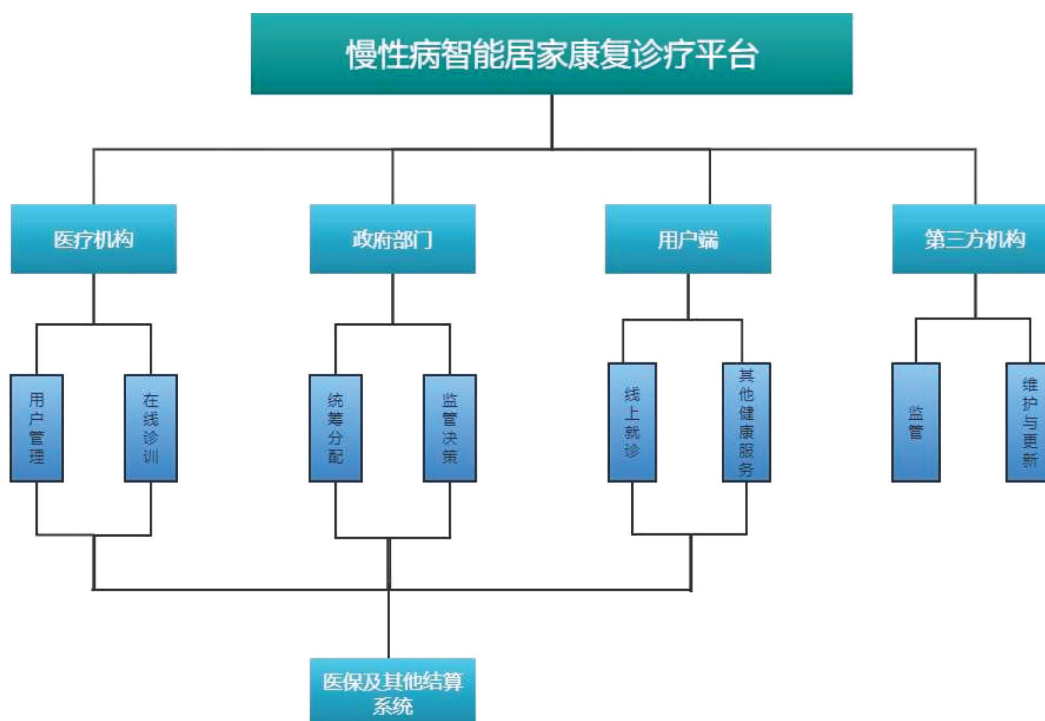 慢性病智能居家康复诊疗平台
医疗机构
政府部门
用户端
第三方机构
用户管理
在线诊训
统筹分配
监管决策
线上就诊
其他健康服务
监管
维护与更新
医保及其他结算
系统